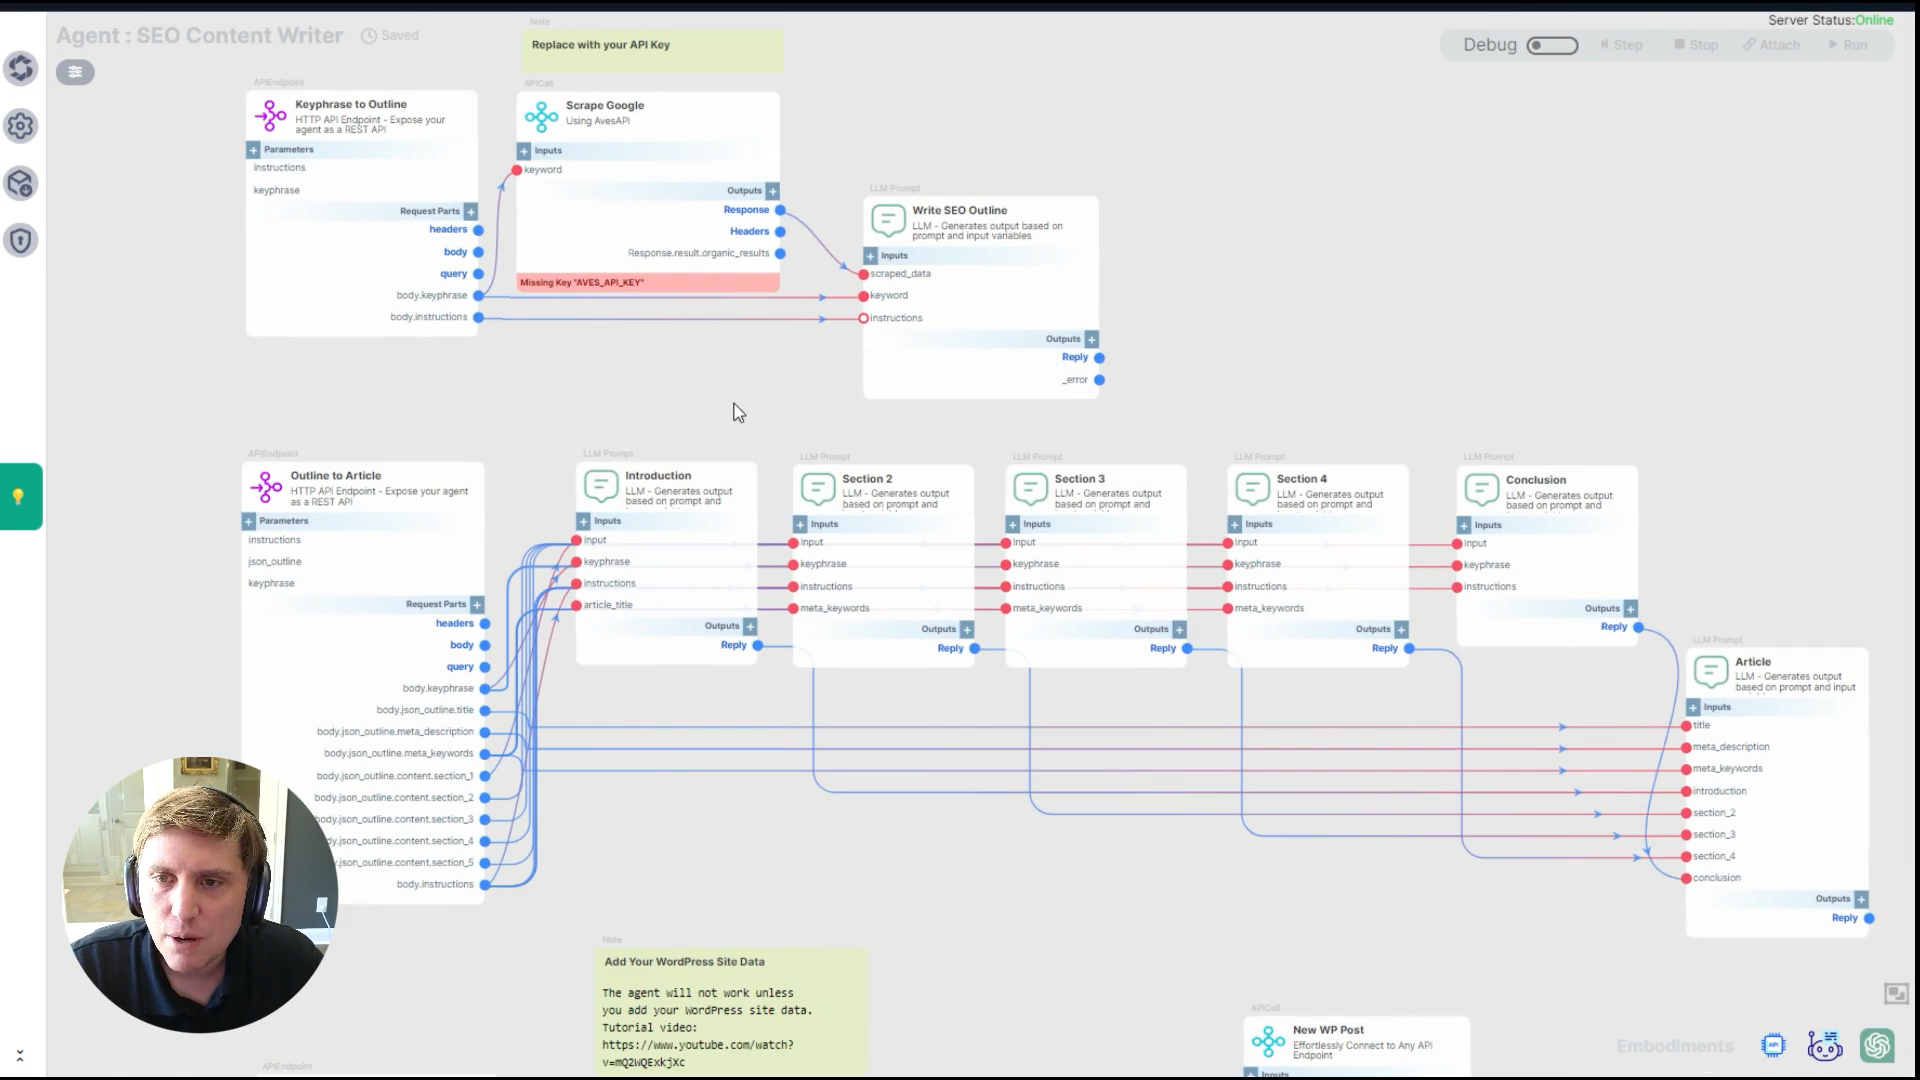 Server Status:Online
Agent : SEO Content Writer
Saved
Debug
Step
Stop
Attach
Run
Note
Replace with your API Key
APIEndpoint
Keyphrase to Outline
HTTP API Endpoint - Expose your
agent as a REST API
Parameters
instructions
keyphrase
Request Parts
headers
body
query
body.keyphrase
body.instructions
APICall
Scrape Google
Using AvesAPI
Inputs
keyword
Outputs
Response
Headers
Response.result.organic_results
Missing Key "AVES_API_KEY"
LLM Prompt
Write SEO Outline
LLM - Generates output based on
prompt and input variables
Inputs
scraped_data
keyword
instructions
Outputs
Reply
_error
APIEndpoint
Outline to Article
HTTP API Endpoint - Expose your agent
as a REST API
Parameters
instructions
json_outline
keyphrase
Request Parts
headers
body
query
body.keyphrase
body.json_outline.title
body.json_outline.meta_description
body.json_outline.meta_keywords
body.json_outline.content.section_1
body.json_outline.content.section_2
body.json_outline.content.section_3
y.json_outline.content.section_4
y.json_outline.content.section_5
body.instructions
LLM Prompt
Introduction
LLM - Generates output
based on prompt and
Inputs
Input
keyphrase
instructions
article_title
Outputs
Reply
LLM Prompt
Section 2
LLM - Generates output
based on prompt and
Inputs
Input
keyphrase
instructions
meta_keywords
Outputs
Reply
LLM Prompt
Section 3
LLM - Generates output
based on prompt and
Inputs
Input
keyphrase
instructions
meta_keywords
Outputs
Reply
LLM Prompt
Section 4
LLM - Generates output
based on prompt and
Inputs
Input
keyphrase
instructions
meta_keywords
Outputs
Reply
LLM Prompt
Conclusion
LLM - Generates output
based on prompt and
Inputs
Input
keyphrase
instructions
Outputs
Reply
LLM Prompt
Article
LLM - Generates output
based on prompt and input
Inputs
title
meta_description
meta_keywords
introduction
section_2
section_3
section_4
conclusion
Outputs
Reply
Note
Add Your WordPress Site Data
The agent will not work unless
you add your WordPress site data.
Tutorial video:
https://www.youtube.com/watch?
v=mQ2WQExkjXc
APIEndpoint
APICall
New WP Post
Effortlessly Connect to Any API
Endpoint
Inputs
Embodiments
API